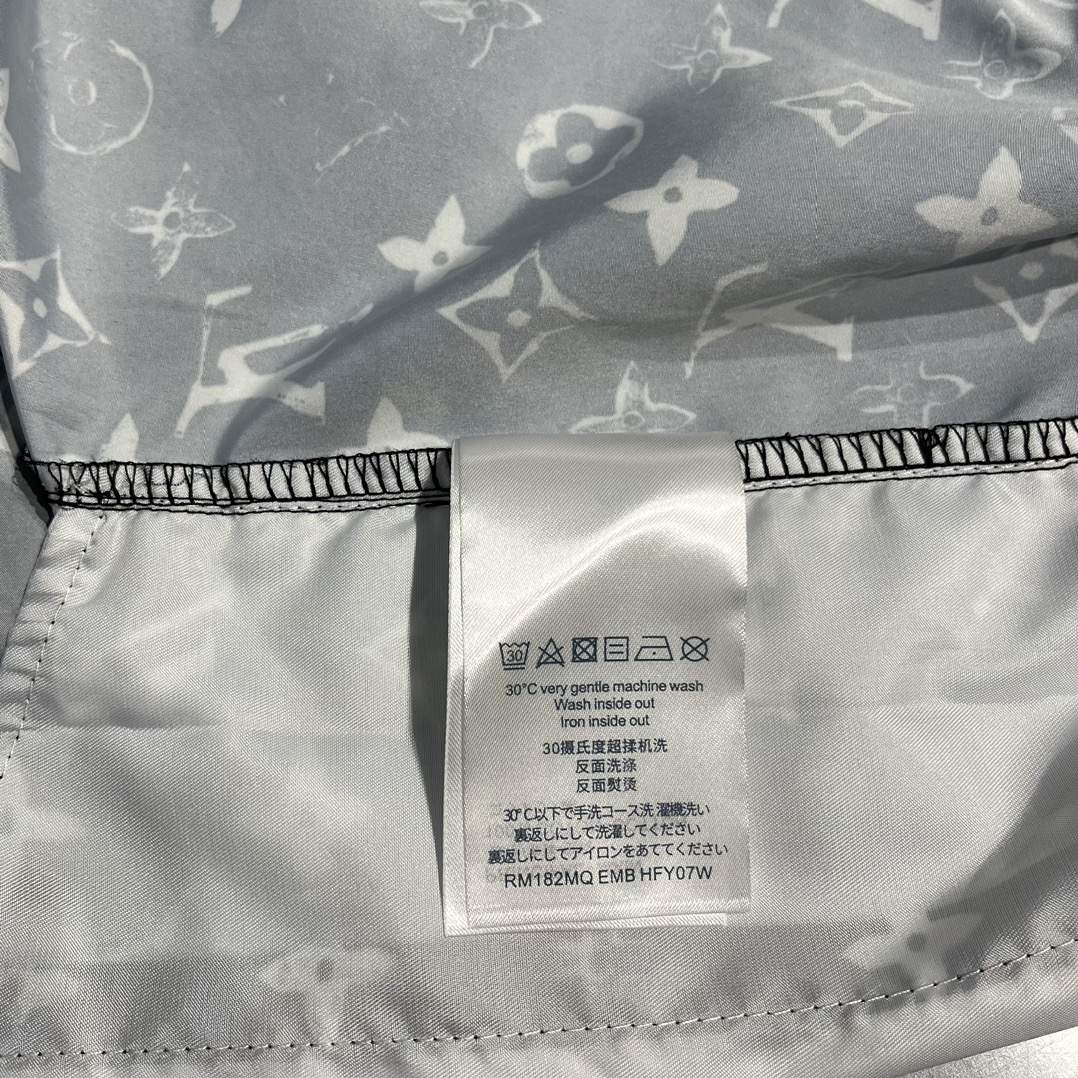 30
30°C very gentle machine wash
Wash inside out
Iron inside out
30摄氏度超揉机洗
反面洗涤
反面熨烫
30°C以下で手洗コース洗 濯機洗い
裏返しにして洗濯してください
裏返しにしてアイロンをあててください
RM182MQ EMB HFY07W